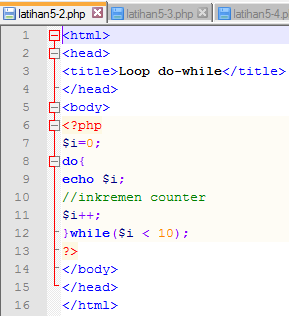 latihan5-2.php latihan5-3.php latihan5-4.p
1 <html>
2 <head>
3 <title>Loop do-while</title>
4 </head>
5 <body>
6 <?php
7 $i=0;
8 do{
9 echo $i;
10 //inkremen counter
11 $i++;
12 }while($i < 10);
13 ?>
14 </body>
15 </head>
16 </html>